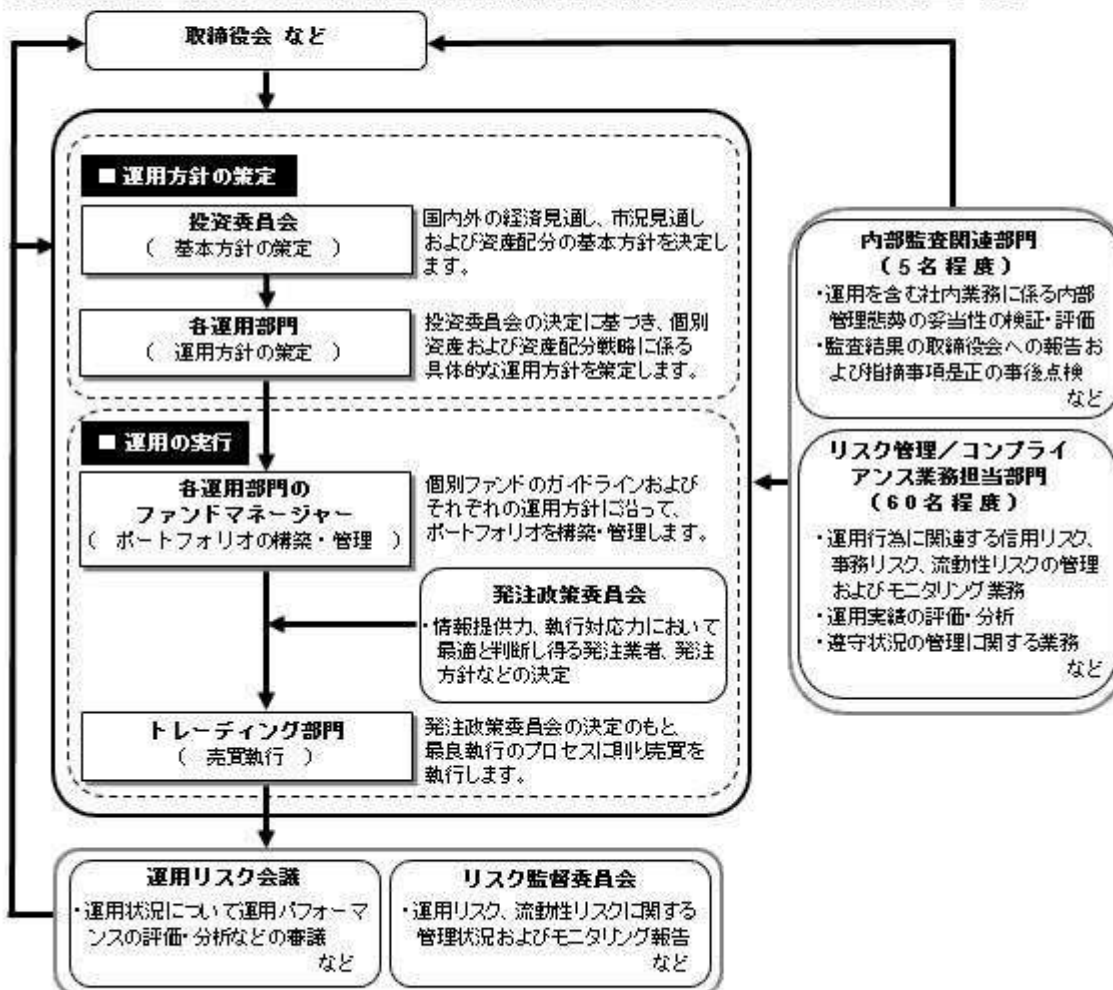 取締役会 など
■ 運用方針の策定
投資委員会
( 基本方針の策定 )
国内外の経済見通し、市況見通し
および資産配分の基本方針を決定し
ます。
各運用部門
( 運用方針の策定 )
投資委員会の決定に基づき、個別
資産および資産配分戦略に係る
具体的な運用方針を策定します。
■ 運用の実行
各運用部門の
ファンドマネージャー
( ポートフォリオの構築・管理 )
個別ファンドのガイドラインおよび
それぞれの運用方針に沿って、
ポートフォリオを構築・管理します。
発注政策委員会
・情報提供力、執行対応力において
最適と判断し得る発注業者、発注
方針などの決定
トレーディング部門
( 売買執行 )
発注政策委員会の決定のもと、
最良執行のプロセスに則り売買を
執行します。
内部監査関連部門
(5名程度)
・運用を含む社内業務に係る内部
管理態勢の妥当性の検証・評価
・監査結果の取締役会への報告お
よび指摘事項是正の事後点検
など
リスク管理/コンプライ
アンス業務担当部門
(60名程度)
・運用行為に関連する信用リスク、
事務リスク、流動性リスクの管理
およびモニタリング業務
・運用実績の評価・分析
・遵守状況の管理に関する業務
など
運用リスク会議
・運用状況について運用パフォーマ
ンスの評価・分析などの審議
など
リスク監督委員会
・運用リスク、流動性リスクに関する
管理状況およびモニタリング報告
など